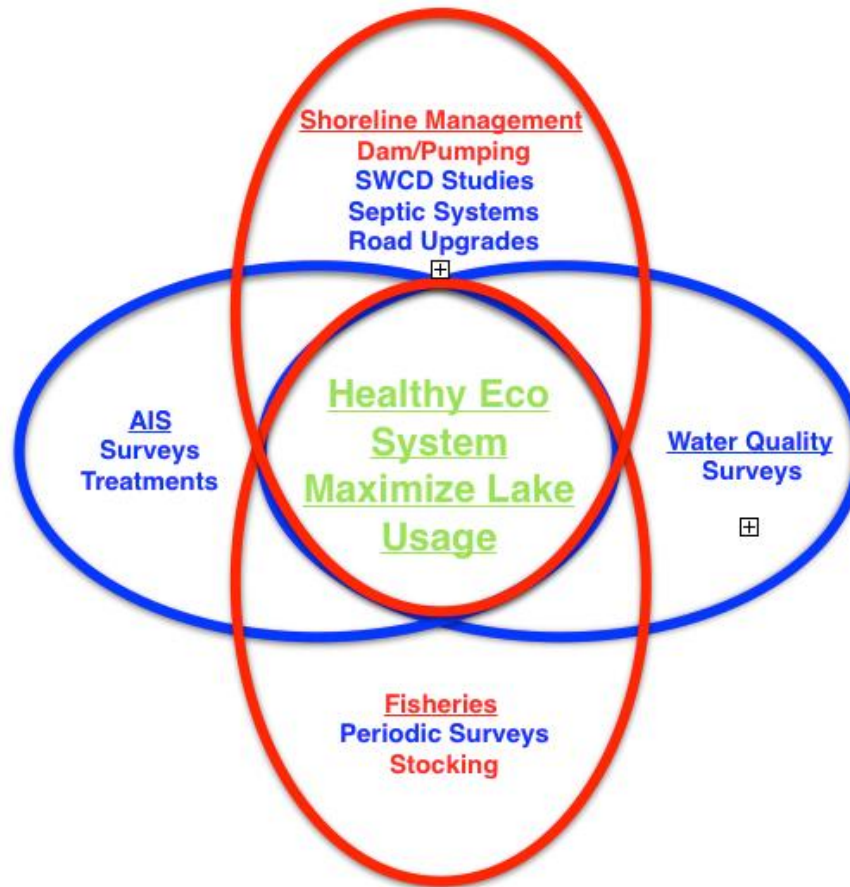 Shoreline Management
Dam/Pumping
SWCD Studies
Septic Systems
Road Upgrades
AIS
Surveys
Treatments
Healthy Eco
System
Maximize Lake
Usage
Water Quality
Surveys
Fisheries
Periodic Surveys
Stocking